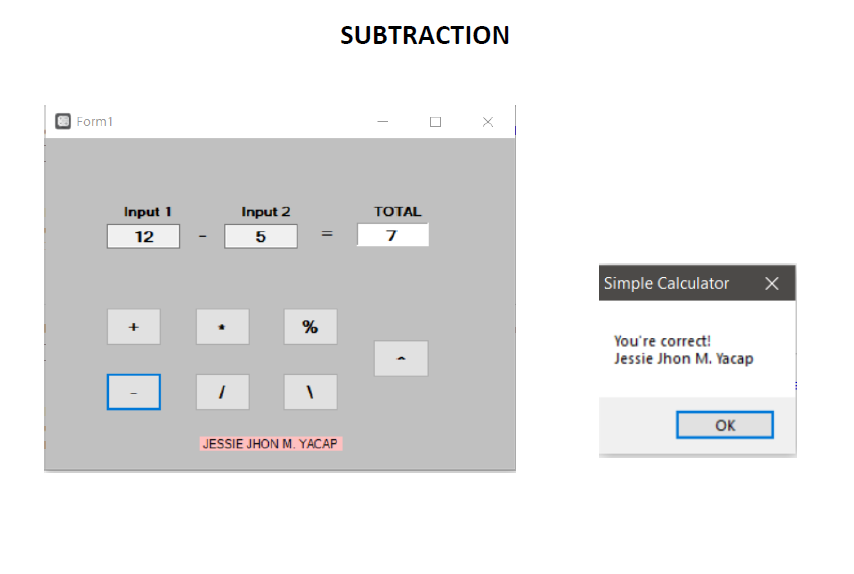 SUBTRACTION
Form1
Input 1 Input 2 TOTAL
12 - 5 = 7
+ * % ^
- / \
JESSIE JHON M. YACAP
Simple Calculator
You're correct!
Jessie Jhon M. Yacap
OK